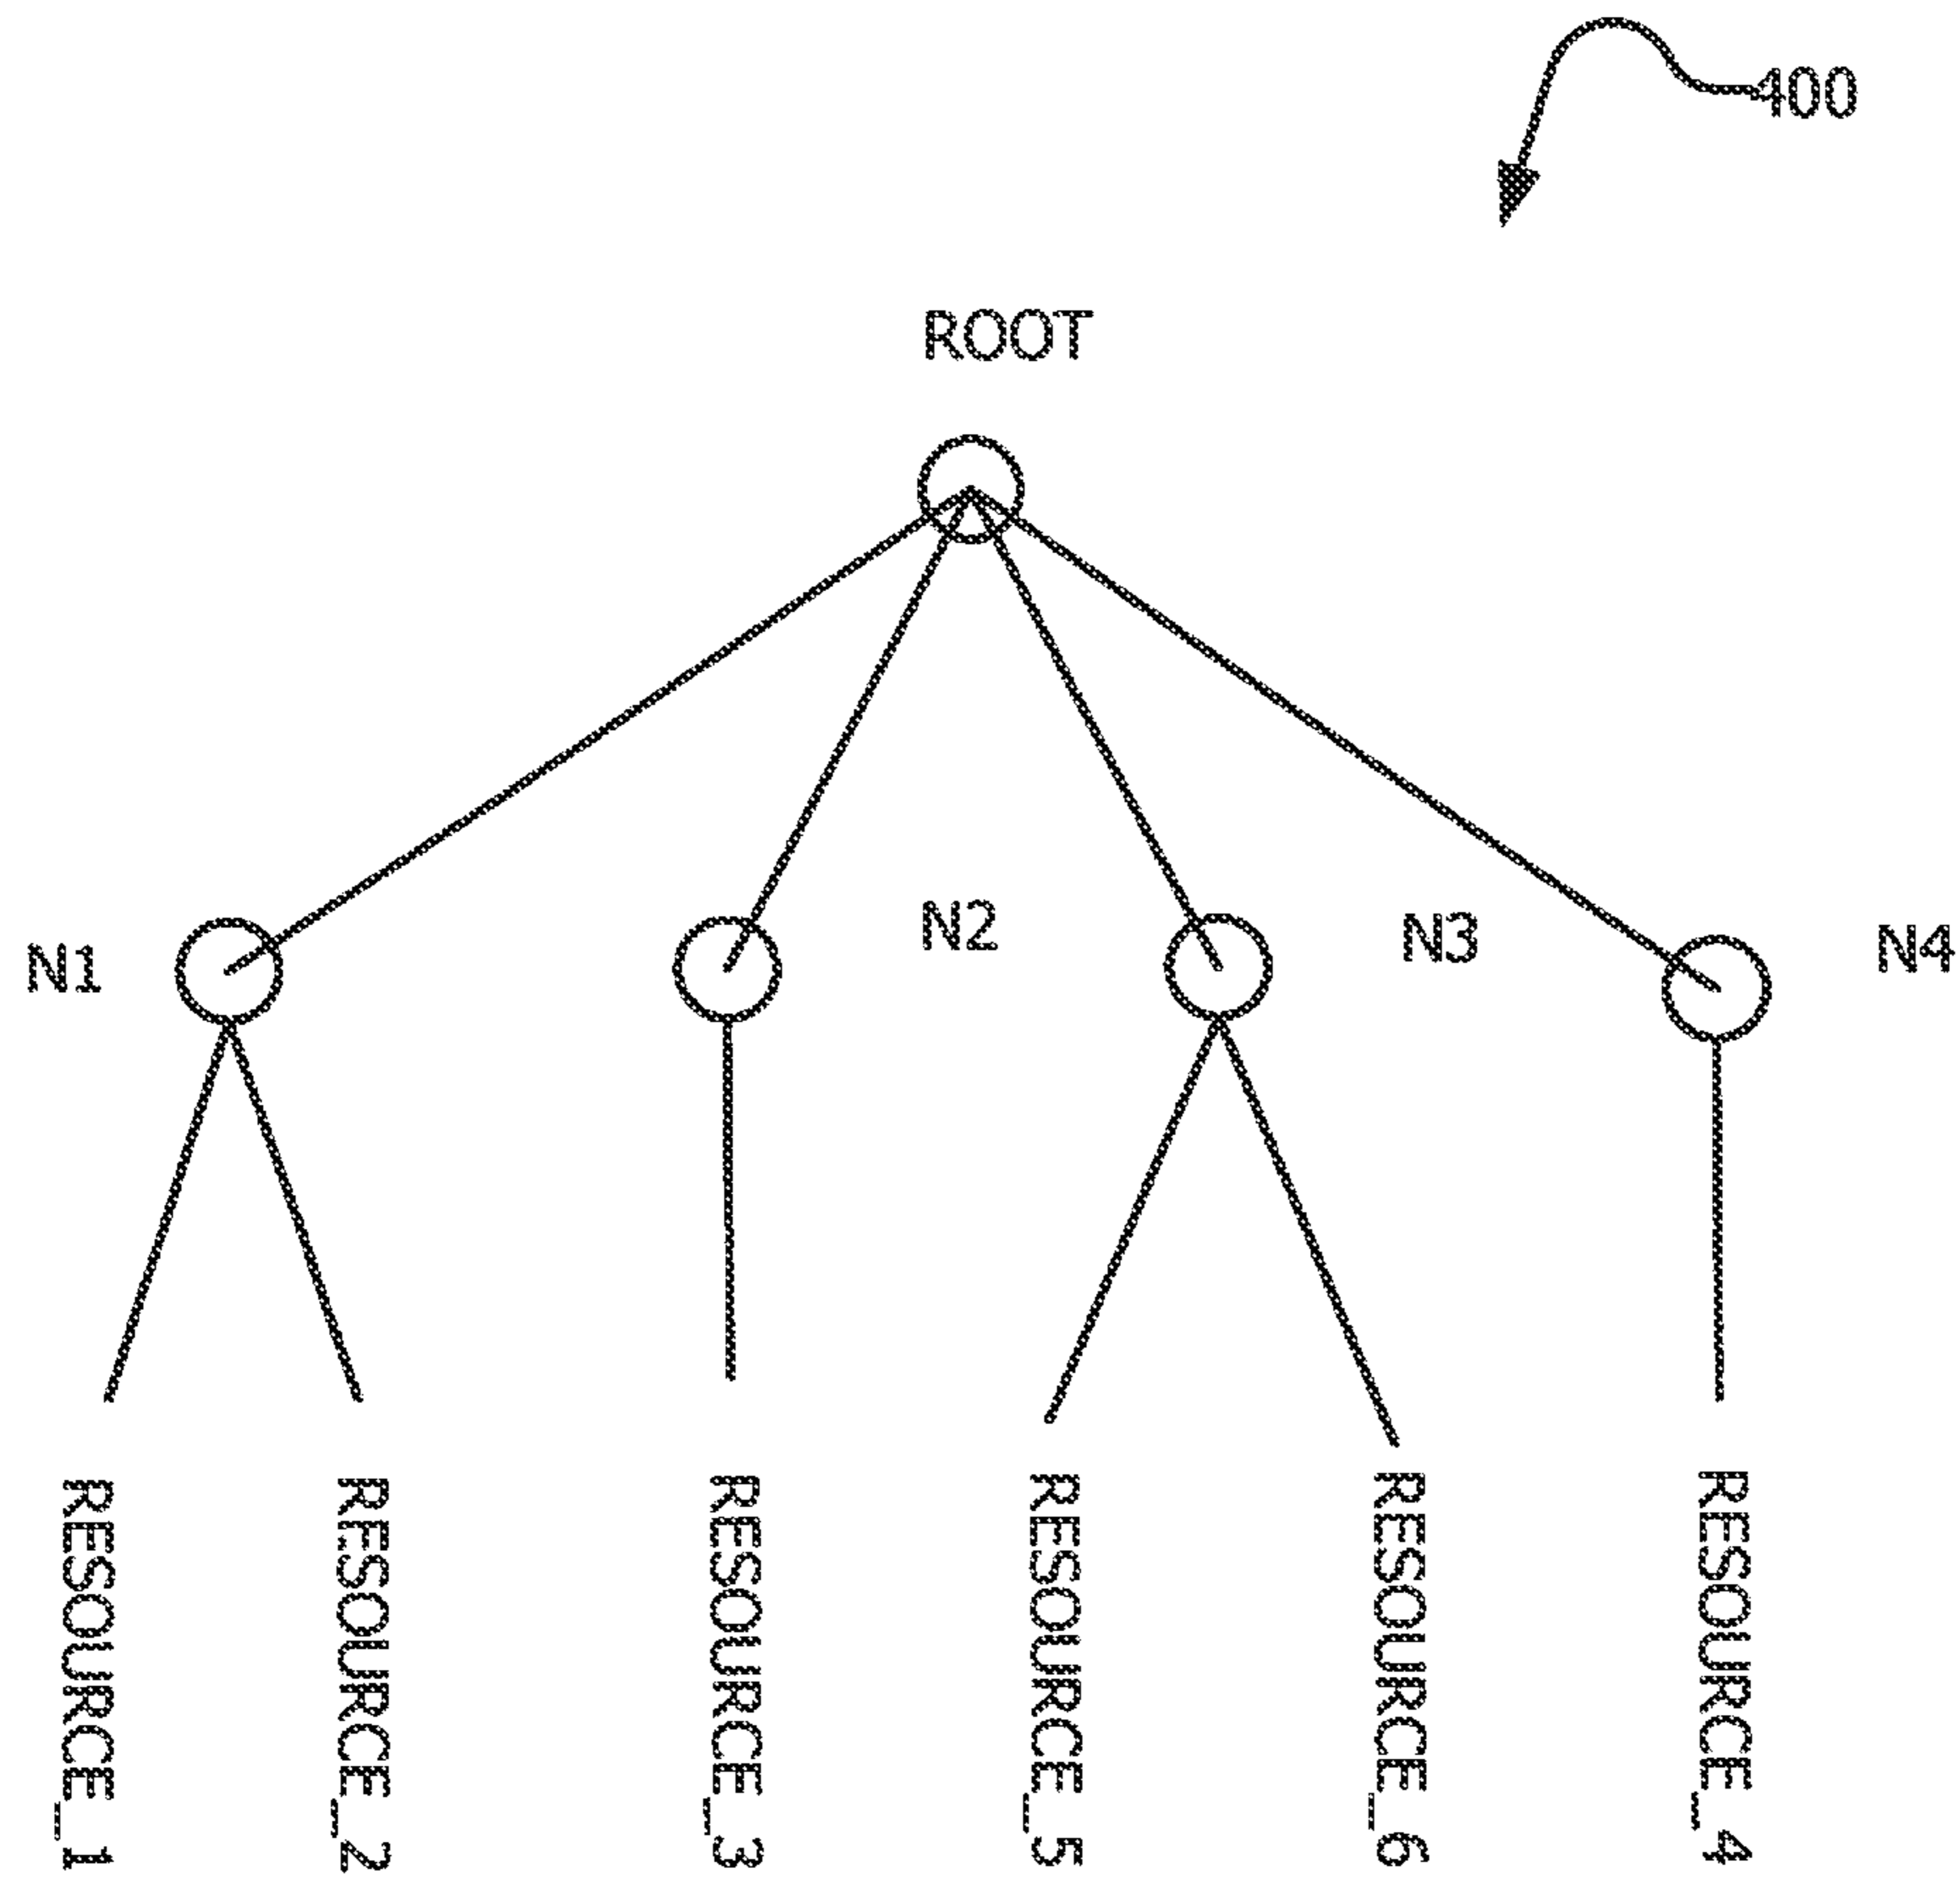 400
ROOT
N1
N2
N3
N4
RESOURCE_1
RESOURCE_2
RESOURCE_3
RESOURCE_5
RESOURCE_6
RESOURCE_4